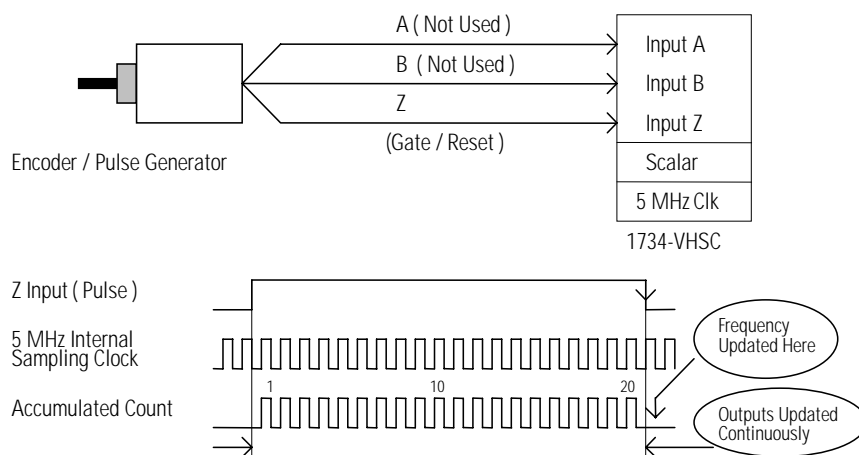 A ( Not Used )
B ( Not Used )
Z
(Gate / Reset )
Encoder / Pulse Generator
Input A
Input B
Input Z
Scalar
5 MHz Clk
1734-VHSC
Z Input ( Pulse )
5 MHz Internal
Sampling Clock
Frequency
Updated Here
1 10 20
Accumulated Count
Outputs Updated
Continuously